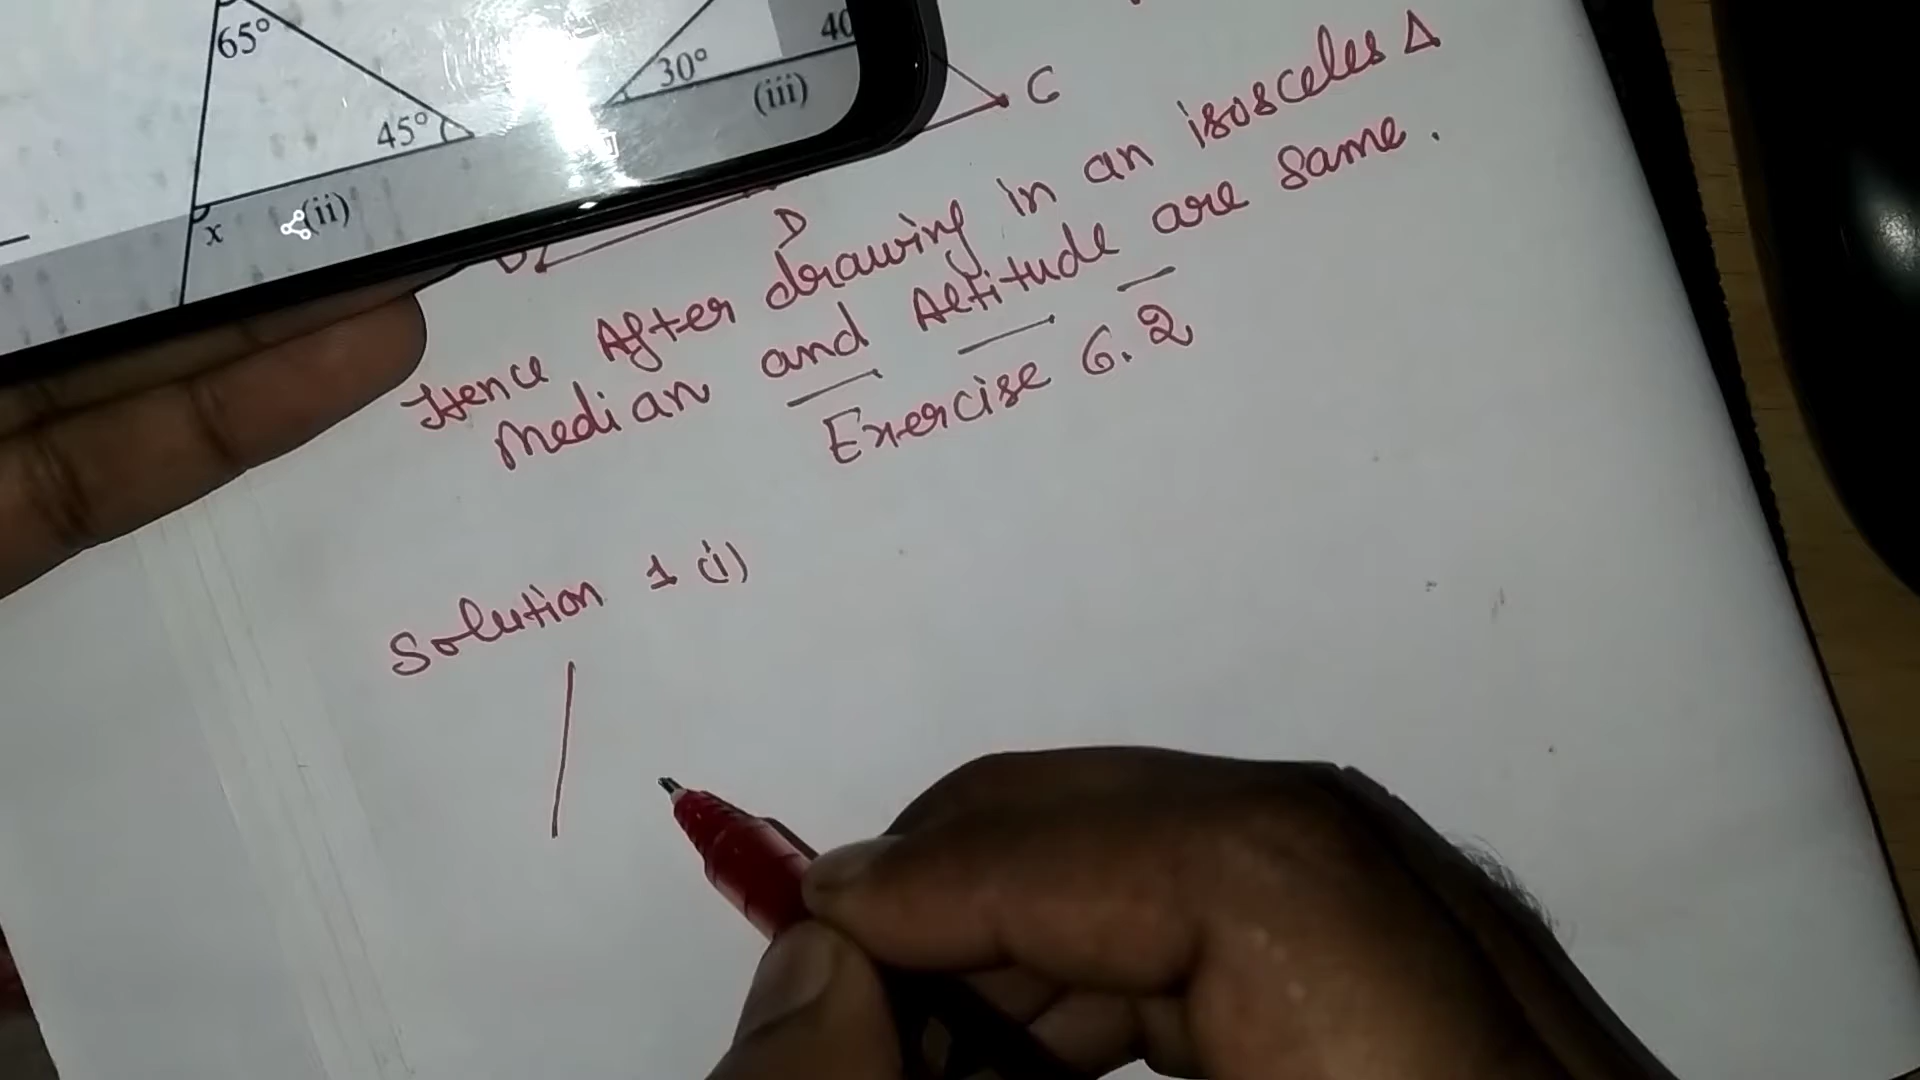 65°
45°
x
(ii)
30°
40
(iii)
C
D
Hence After drawing in an isosceles Δ
Median and Altitude are same.
Exercise 6.2
Solution 1 (i)